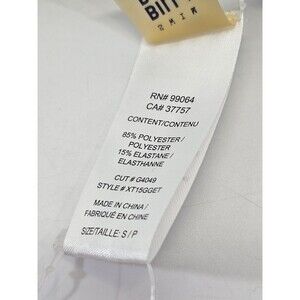 MIW
RN# 99064
CA# 37757
CONTENT/CONTENU
85% POLYESTER /
POLYESTER
15% ELASTANE /
ELASTHANNE
CUT # G4049
STYLE # XT15GGET
MADE IN CHINA /
FABRIQUÉ EN CHINE
SIZE/TAILLE: S / P